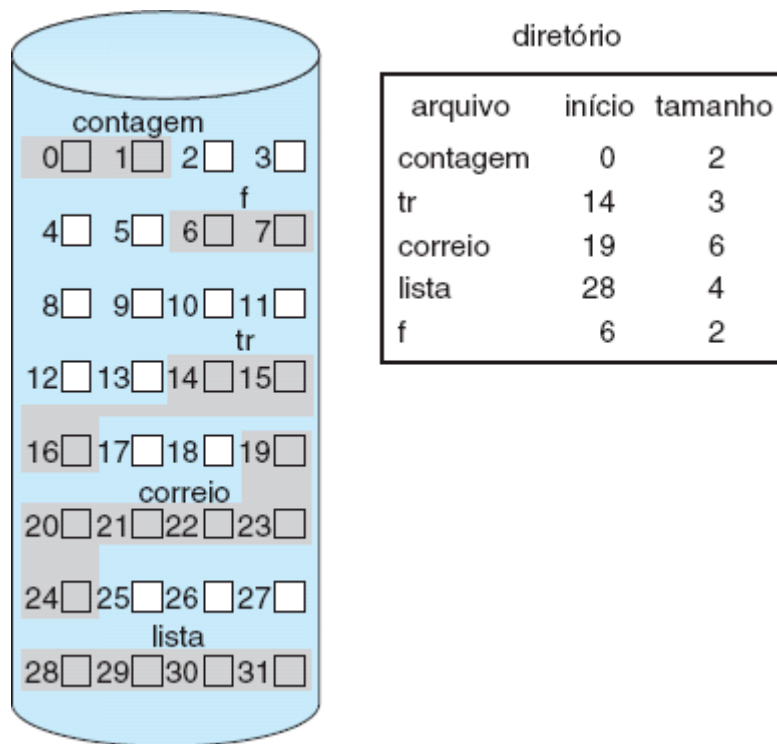 contagem
0 1 2 3
f
4 5 6 7
8 9 10 11
tr
12 13 14 15
16 17 18 19
correio
20 21 22 23
24 25 26 27
lista
28 29 30 31
diretório
arquivo início tamanho
contagem 0 2
tr 14 3
correio 19 6
lista 28 4
f 6 2